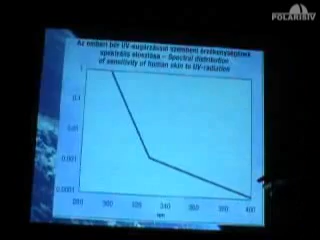 POLARISTV
Az emberi bőr UV-sugárzással szembeni érzékenységének
spektrális eloszlása – Spectral distribution
of sensitivity of human skin to UV-radiation
1
0.1
0.01
0.001
0.0001
280 300 320 340 360 380 400
nm